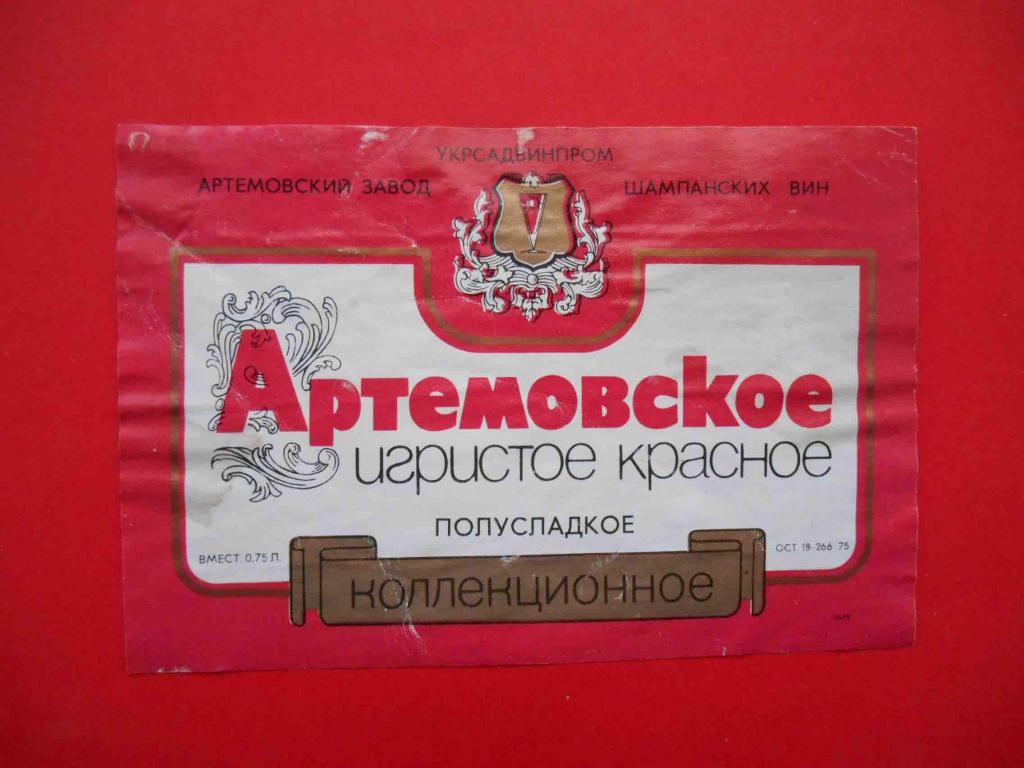 УКРСАДВИНПРОМ
АРТЕМОВСКИЙ ЗАВОД ШАМПАНСКИХ ВИН
Артемовское
игристое красное
ПОЛУСЛАДКОЕ
ВМЕСТ. 0,75 Л.
ОСТ 18-266 75
коллекционное